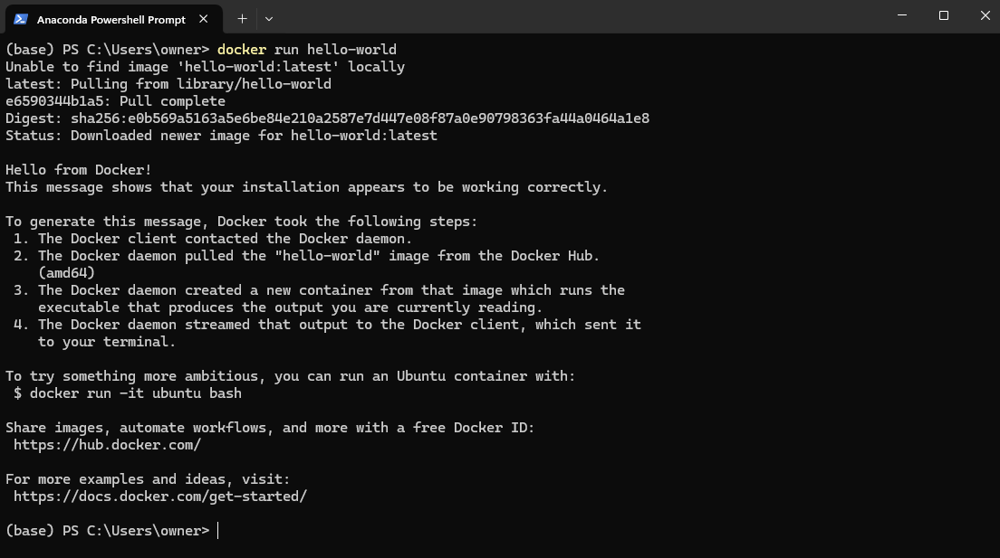 Anaconda Powershell Prompt
(base) PS C:\Users\owner> docker run hello-world
Unable to find image 'hello-world:latest' locally
latest: Pulling from library/hello-world
e6590344b1a5: Pull complete
Digest: sha256:e0b569a5163a5e6be84e210a2587e7d447e08f87a0e90798363fa44a0464a1e8
Status: Downloaded newer image for hello-world:latest

Hello from Docker!
This message shows that your installation appears to be working correctly.

To generate this message, Docker took the following steps:
 1. The Docker client contacted the Docker daemon.
 2. The Docker daemon pulled the "hello-world" image from the Docker Hub.
    (amd64)
 3. The Docker daemon created a new container from that image which runs the
    executable that produces the output you are currently reading.
 4. The Docker daemon streamed that output to the Docker client, which sent it
    to your terminal.

To try something more ambitious, you can run an Ubuntu container with:
 $ docker run -it ubuntu bash

Share images, automate workflows, and more with a free Docker ID:
 https://hub.docker.com/

For more examples and ideas, visit:
 https://docs.docker.com/get-started/

(base) PS C:\Users\owner>